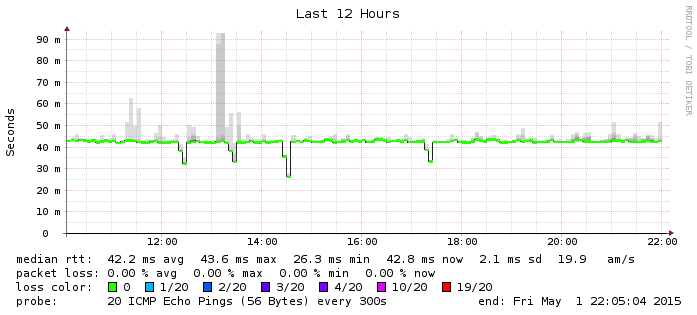 Last 12 Hours
RRDTOOL / TOBI OETIKER
Seconds
90 m
80 m
70 m
60 m
50 m
40 m
30 m
20 m
10 m
0
12:00 14:00 16:00 18:00 20:00 22:00
median rtt: 42.2 ms avg 43.6 ms max 26.3 ms min 42.8 ms now 2.1 ms sd 19.9 am/s
packet loss: 0.00 % avg 0.00 % max 0.00 % min 0.00 % now
loss color: 0 1/20 2/20 3/20 4/20 10/20 19/20
probe: 20 ICMP Echo Pings (56 Bytes) every 300s end: Fri May 1 22:05:04 2015